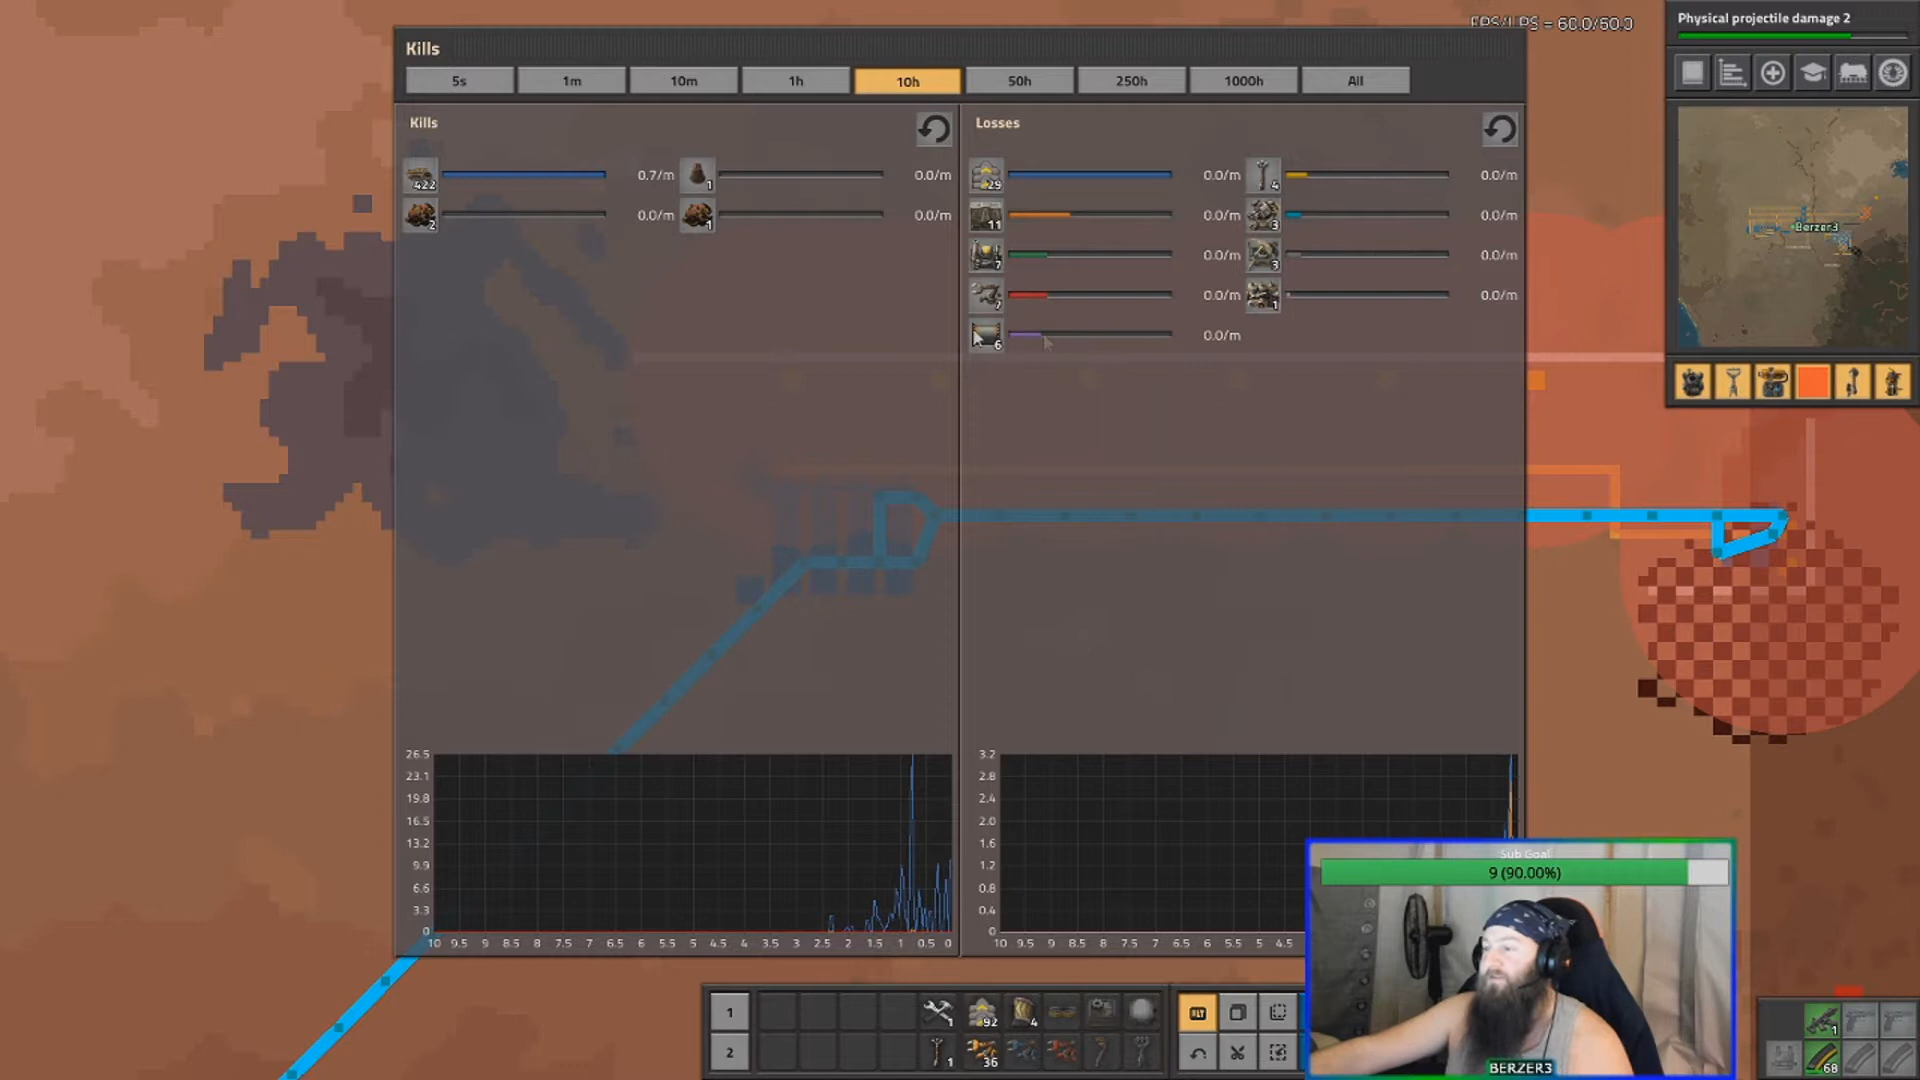 FPS/UPS = 60.0/60.0
Physical projectile damage 2
Kills
5s 1m 10m 1h 10h 50h 250h 1000h All
Kills
Losses
422 0.7/m 1 0.0/m
2 0.0/m 1 0.0/m
29 0.0/m 4 0.0/m
11 0.0/m 3 0.0/m
7 0.0/m 3 0.0/m
7 0.0/m 1 0.0/m
6 0.0/m
Berzer3
26.5
23.1
19.8
16.5
13.2
9.9
6.6
3.3
0
10 9.5 9 8.5 8 7.5 7 6.5 6 5.5 5 4.5 4 3.5 3 2.5 2 1.5 1 0.5 0
3.2
2.8
2.4
2.0
1.6
1.2
0.8
0.4
0
10 9.5 9 8.5 8 7.5 7 6.5 6 5.5 5 4.5
Sub Goal
9 (90.00%)
BERZER3
1 1 92 4
2 1 36
ALT
1
68